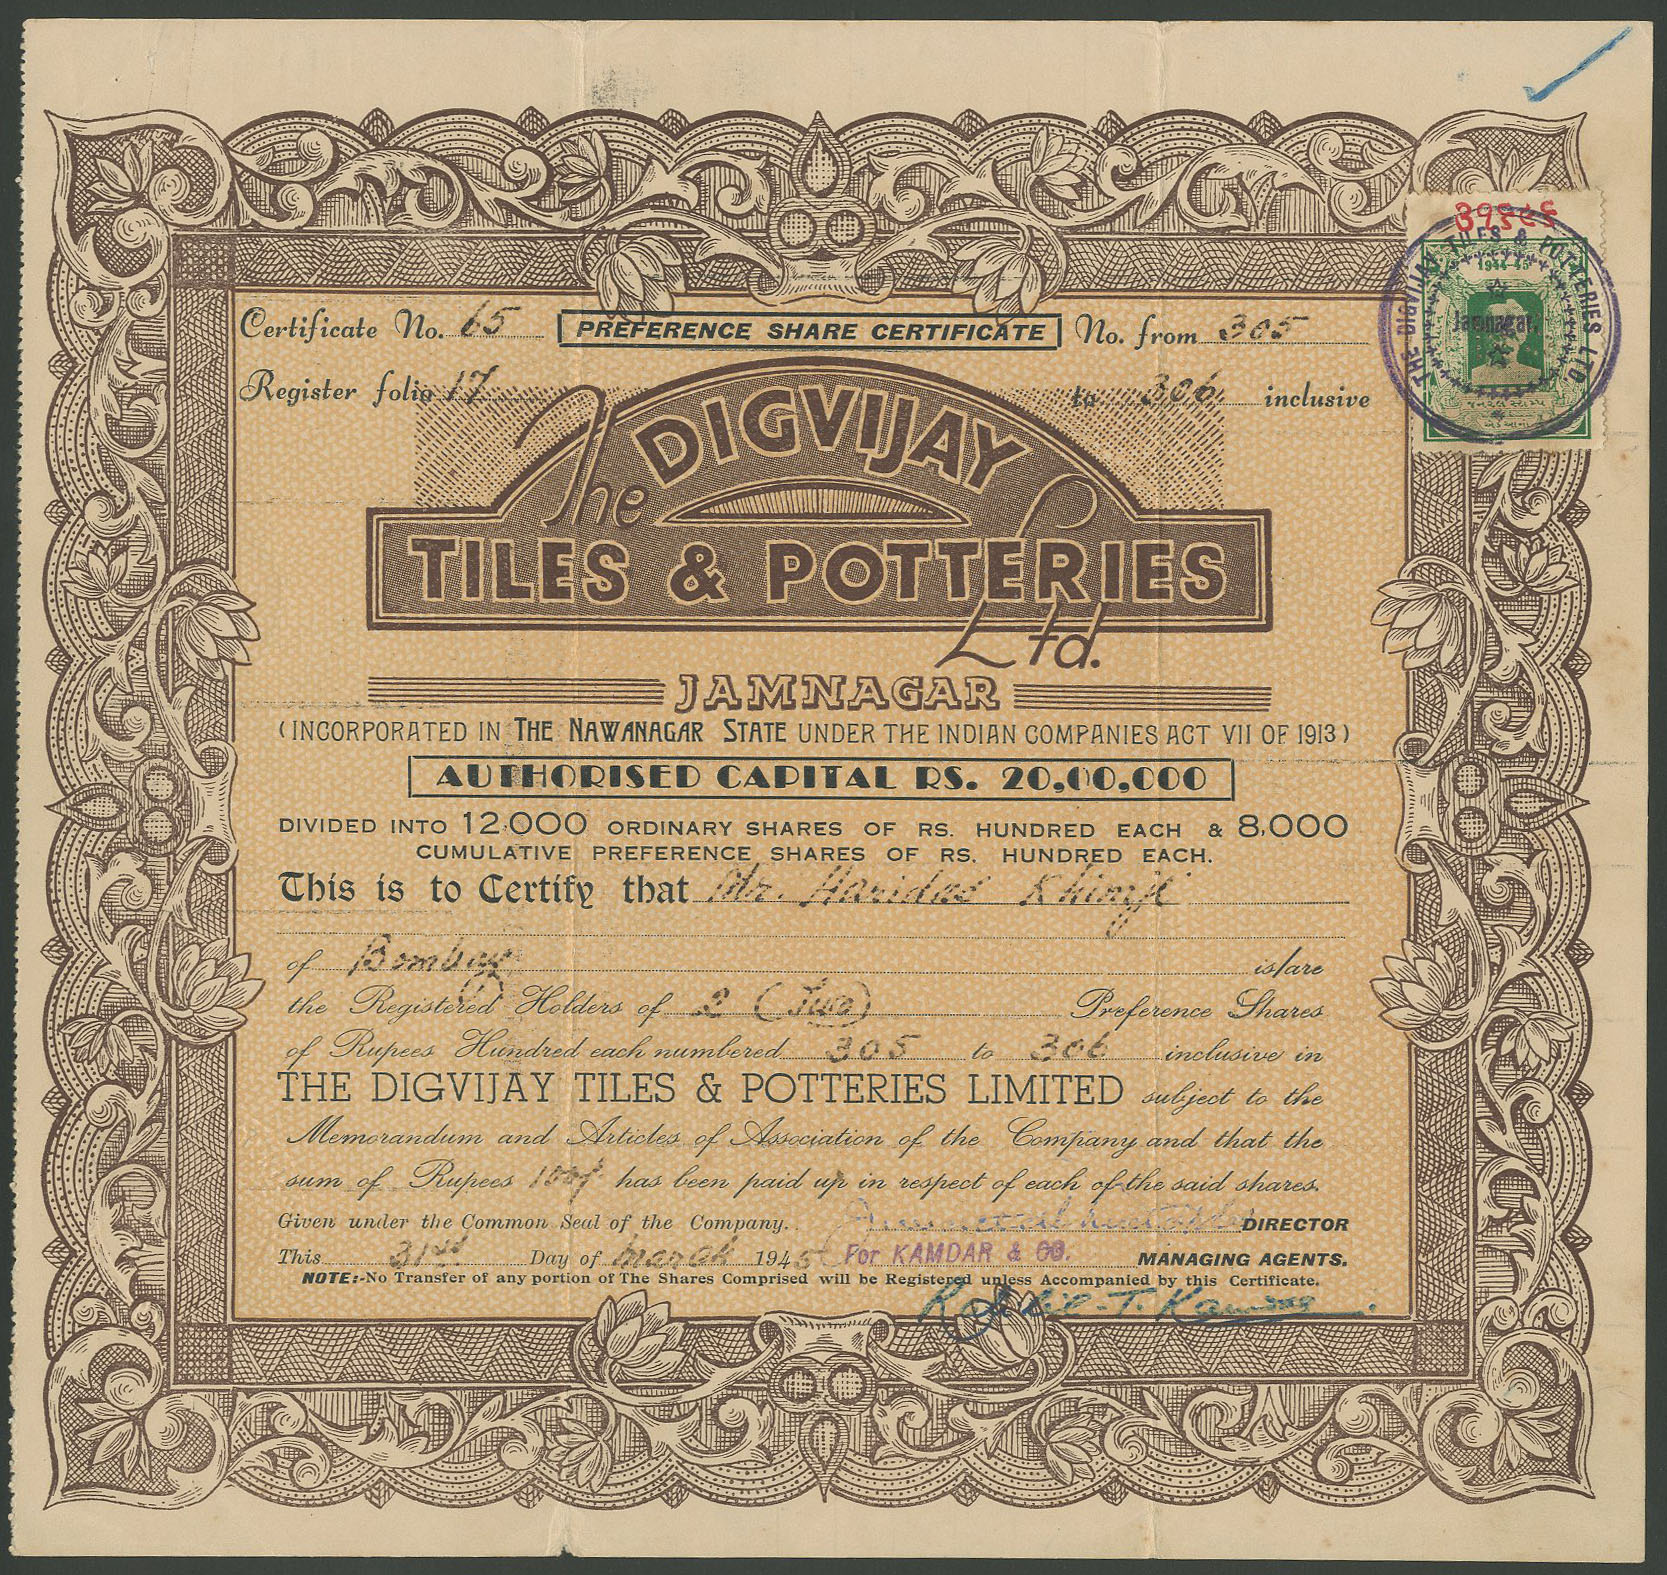 Certificate No. 65 PREFERENCE SHARE CERTIFICATE No. from 305
Register folio 17 to 306 inclusive
The DIGVIJAY
TILES & POTTERIES
Ltd.
JAMNAGAR
(INCORPORATED IN THE NAWANAGAR STATE UNDER THE INDIAN COMPANIES ACT VII OF 1913)
AUTHORISED CAPITAL RS. 20,00,000
DIVIDED INTO 12,000 ORDINARY SHARES OF RS. HUNDRED EACH & 8,000
CUMULATIVE PREFERENCE SHARES OF RS. HUNDRED EACH.
This is to Certify that Mr. Haridas Khimji
of Bombay is/are
the Registered Holders of 2 (Two) Preference Shares
of Rupees Hundred each numbered 305 to 306 inclusive in
THE DIGVIJAY TILES & POTTERIES LIMITED subject to the
Memorandum and Articles of Association of the Company and that the
sum of Rupees 100/- has been paid up in respect of each of the said shares.
Given under the Common Seal of the Company. DIRECTOR
This 31st Day of March 1945 For KAMDAR & CO. MANAGING AGENTS.
NOTE:-No Transfer of any portion of The Shares Comprised will be Registered unless Accompanied by this Certificate.
THE DIGVIJAY TILES & POTTERIES LTD.
Jamnagar.
1944-45